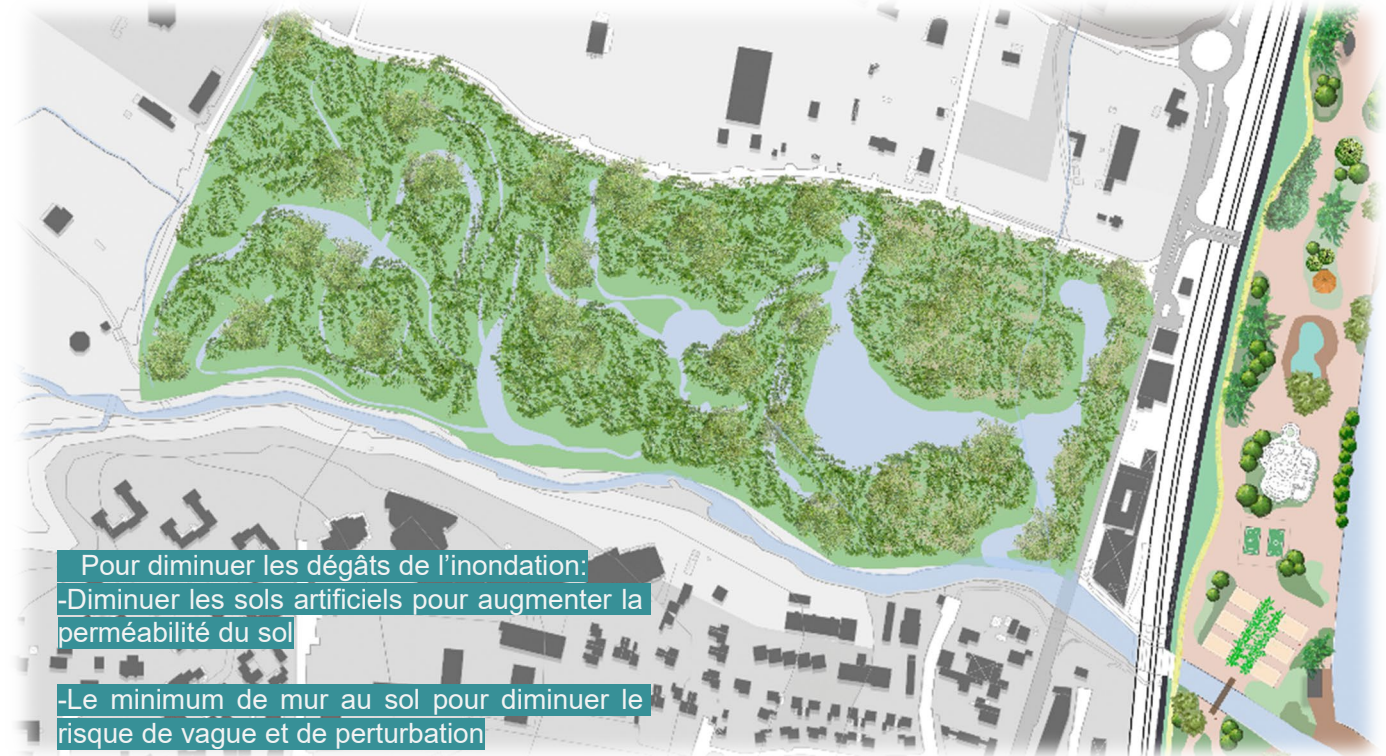 Pour diminuer les dégâts de l’inondation:
-Diminuer les sols artificiels pour augmenter la
perméabilité du sol
-Le minimum de mur au sol pour diminuer le
risque de vague et de perturbation